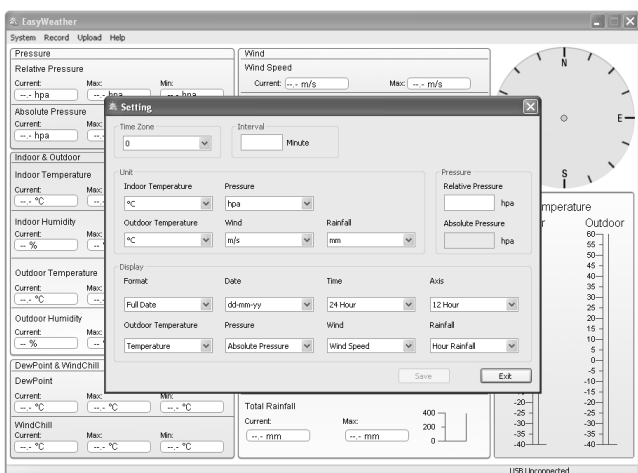 EasyWeather
System Record Upload Help
Pressure
Relative Pressure
Current: Max: Min:
--.- hpa --.- hpa --.- hpa
Absolute Pressure
Current: Max:
--.- hpa
Indoor & Outdoor
Indoor Temperature
Current: Max:
--.- °C
Indoor Humidity
Current: Max:
-- %
Outdoor Temperature
Current: Max:
--.- °C
Outdoor Humidity
Current: Max:
-- %
DewPoint & WindChill
DewPoint
Current: Max: Min:
--.- °C --.- °C --.- °C
WindChill
Current: Max: Min:
--.- °C --.- °C --.- °C
Wind
Wind Speed
Current: --.- m/s Max: --.- m/s
N
E
S
Setting
Time Zone
0
Interval
Minute
Unit
Indoor Temperature Pressure
°C hpa
Outdoor Temperature Wind Rainfall
°C m/s mm
Pressure
Relative Pressure
hpa
Absolute Pressure
hpa
Display
Format Date Time Axis
Full Date dd-mm-yy 24 Hour 12 Hour
Outdoor Temperature Pressure Wind Rainfall
Temperature Absolute Pressure Wind Speed Hour Rainfall
Save Exit
Total Rainfall
Current: Max:
--.- mm --.- mm
400
200
0
Outdoor
60
55
50
45
40
35
30
25
20
15
10
5
0
-5
-10
-15
-20
-25 -25
-30 -30
-35 -35
-40 -40
USB Unconnected